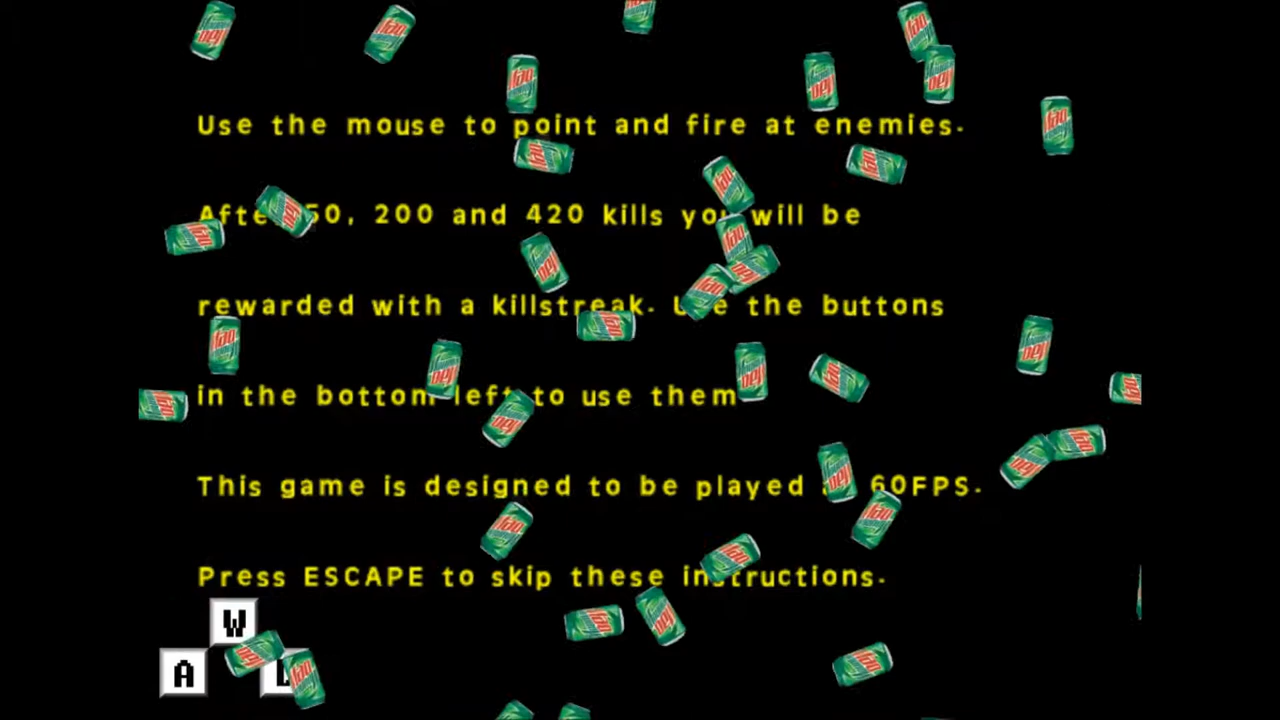 Use the mouse to point and fire at enemies.
After 50, 200 and 420 kills you will be
rewarded with a killstreak. Use the buttons
in the bottom left to use them
This game is designed to be played 60FPS.
Press ESCAPE to skip these instructions.
W
A